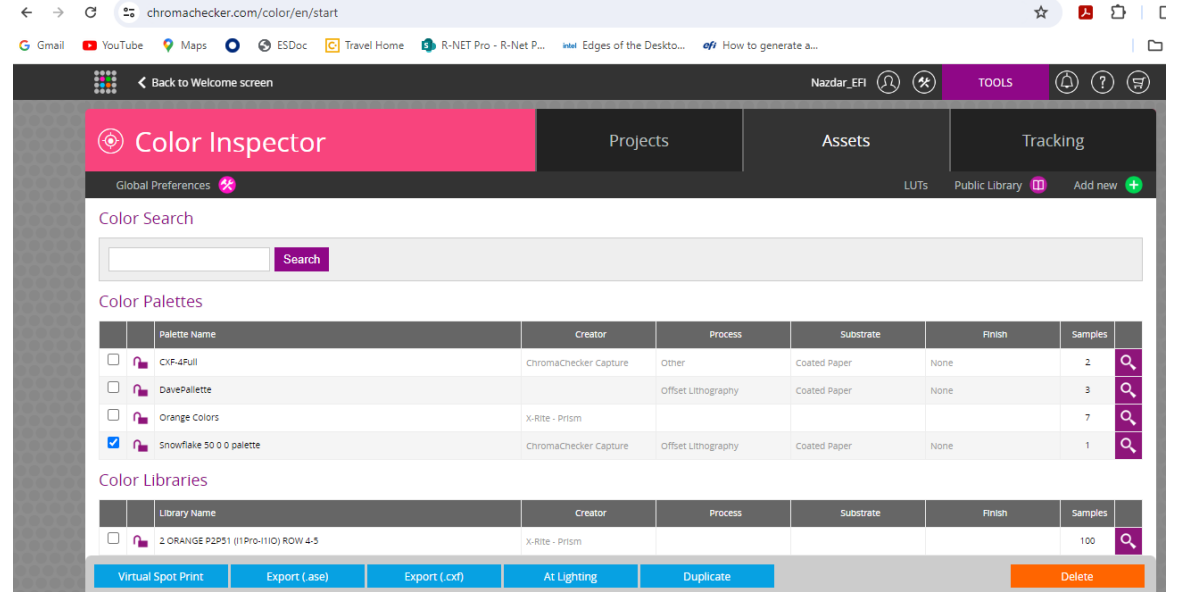 chromachecker.com/color/en/start
Gmail YouTube Maps ESDoc Travel Home R-NET Pro - R-Net P... intel Edges of the Deskto... efi How to generate a...
Back to Welcome screen Nazdar_EFI TOOLS
Color Inspector Projects Assets Tracking
Global Preferences LUTs Public Library Add new
Color Search
Search
Color Palettes
Palette Name Creator Process Substrate Finish Samples
CXF-4Full ChromaChecker Capture Other Coated Paper None 2
DavePallette Offset Lithography Coated Paper 3
Orange Colors X-Rite - Prism 7
Snowflake 50 0 0 palette ChromaChecker Capture Offset Lithography Coated Paper None 1
Color Libraries
Library Name Creator Process Substrate Finish Samples
2 ORANGE P2P51 (I1Pro-I1IO) ROW 4-5 X-Rite - Prism 100
Virtual Spot Print Export (.ase) Export (.cxf) At Lighting Duplicate Delete